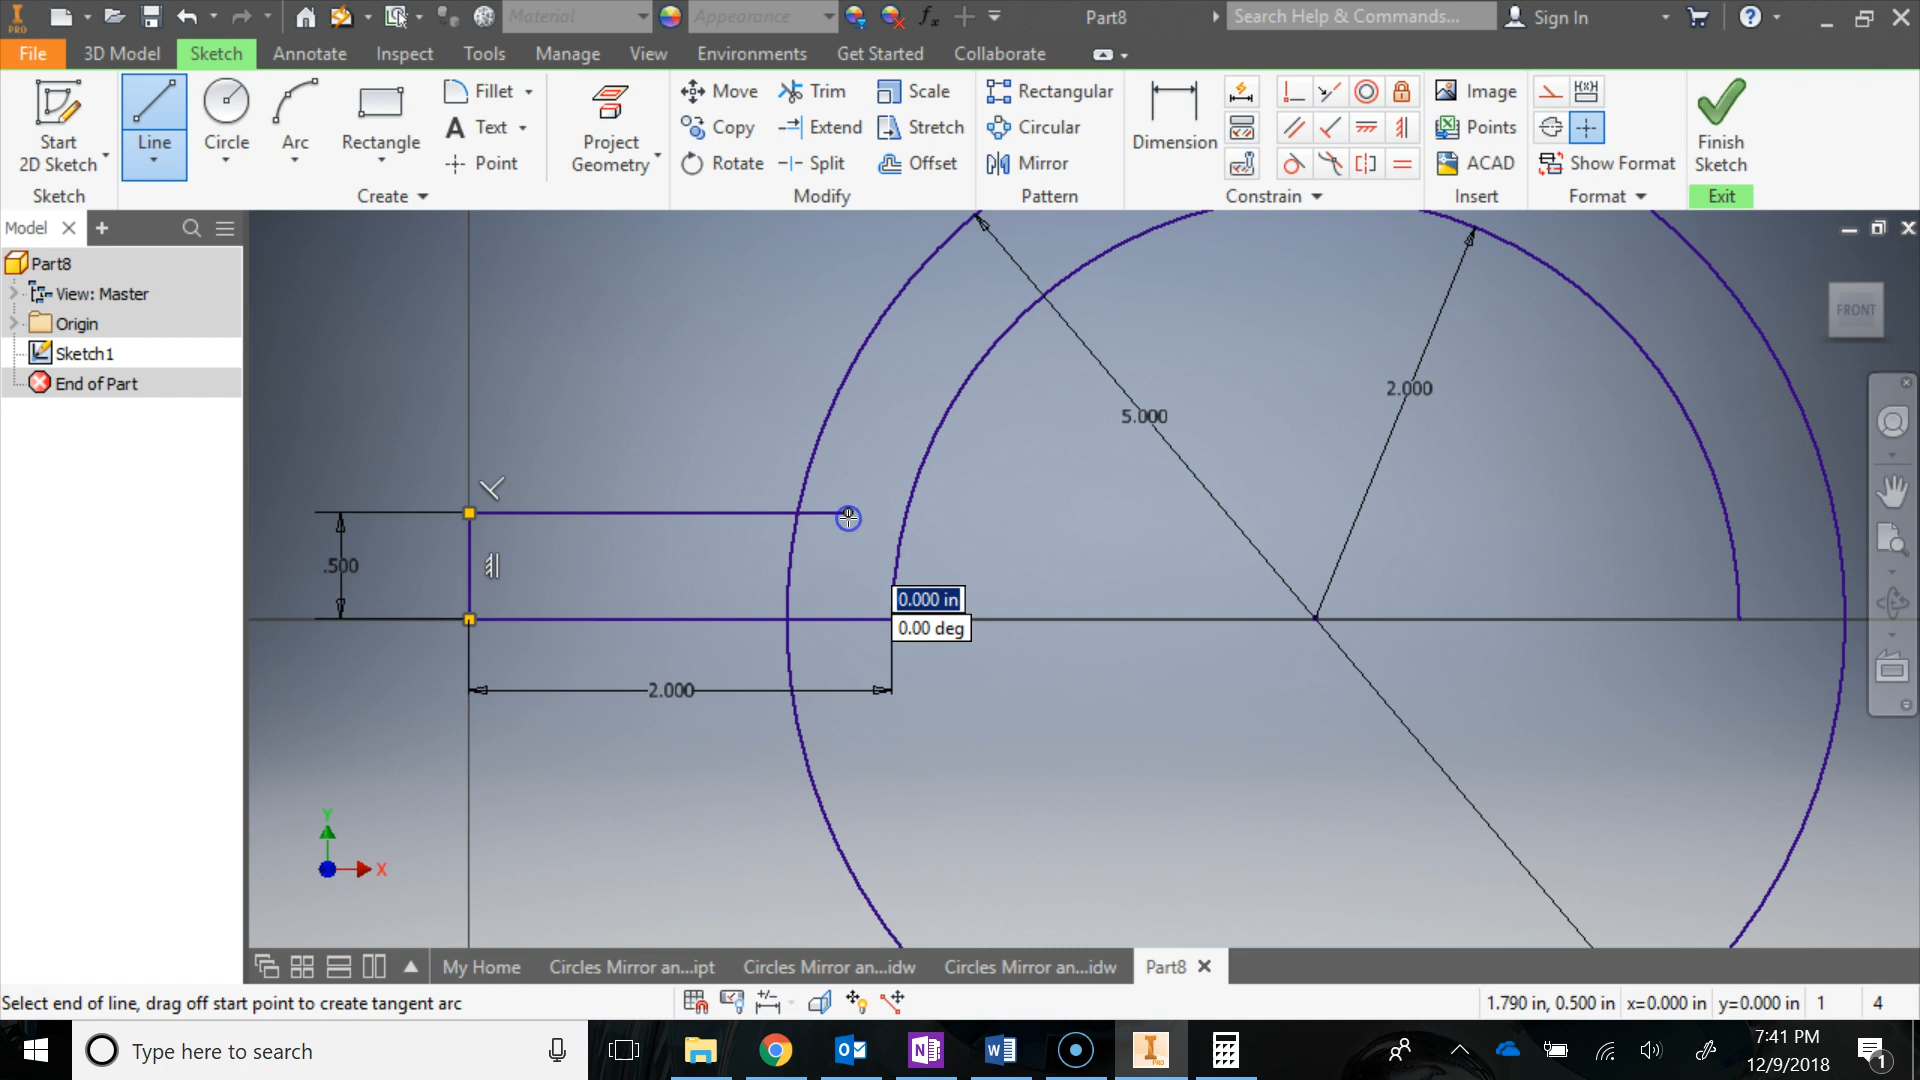 PRO
Material
Appearance
fx
Part8
Search Help & Commands...
Sign In
File
3D Model
Sketch
Annotate
Inspect
Tools
Manage
View
Environments
Get Started
Collaborate
Start
2D Sketch
Line
Circle
Arc
Rectangle
Fillet
Text
Point
Project
Geometry
Move
Copy
Rotate
Trim
Extend
Split
Scale
Stretch
Offset
Rectangular
Circular
Mirror
Dimension
Image
Points
ACAD
Show Format
Finish
Sketch
Sketch
Create
Modify
Pattern
Constrain
Insert
Format
Exit
Model
Part8
View: Master
Origin
Sketch1
End of Part
FRONT
5.000
2.000
.500
0.000 in
0.00 deg
2.000
Y
X
My Home
Circles Mirror an...ipt
Circles Mirror an...idw
Circles Mirror an...idw
Part8
Select end of line, drag off start point to create tangent arc
1.790 in, 0.500 in
x=0.000 in
y=0.000 in
1
4
Type here to search
7:41 PM
12/9/2018
1